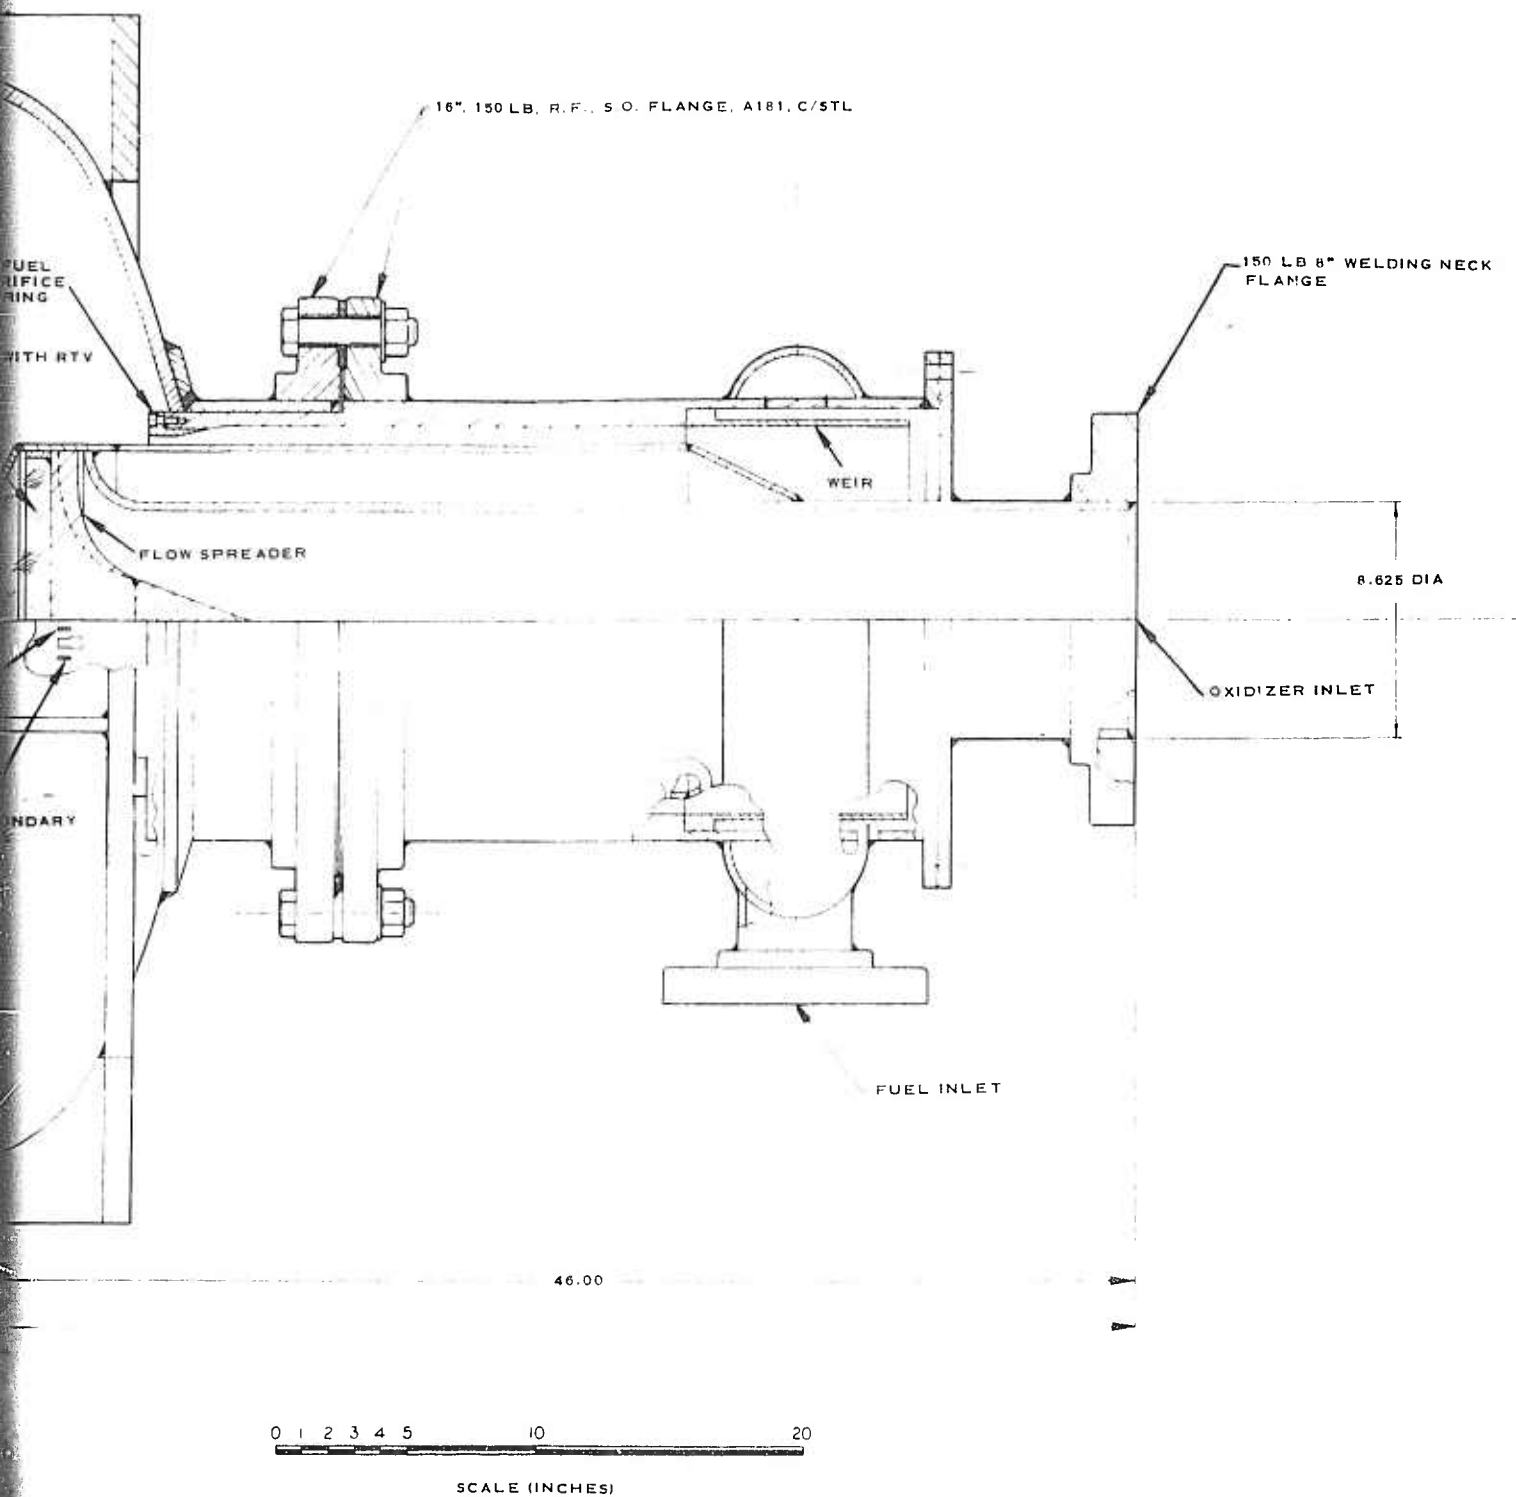 16", 150 LB, R.F., S.O. FLANGE, A181, C/STL
150 LB 8" WELDING NECK
FLANGE
FUEL
RIFICE
RING
WITH RTV
WEIR
FLOW SPREADER
8.625 DIA
OXIDIZER INLET
NDARY
FUEL INLET
46.00
0 1 2 3 4 5 10 20
SCALE (INCHES)